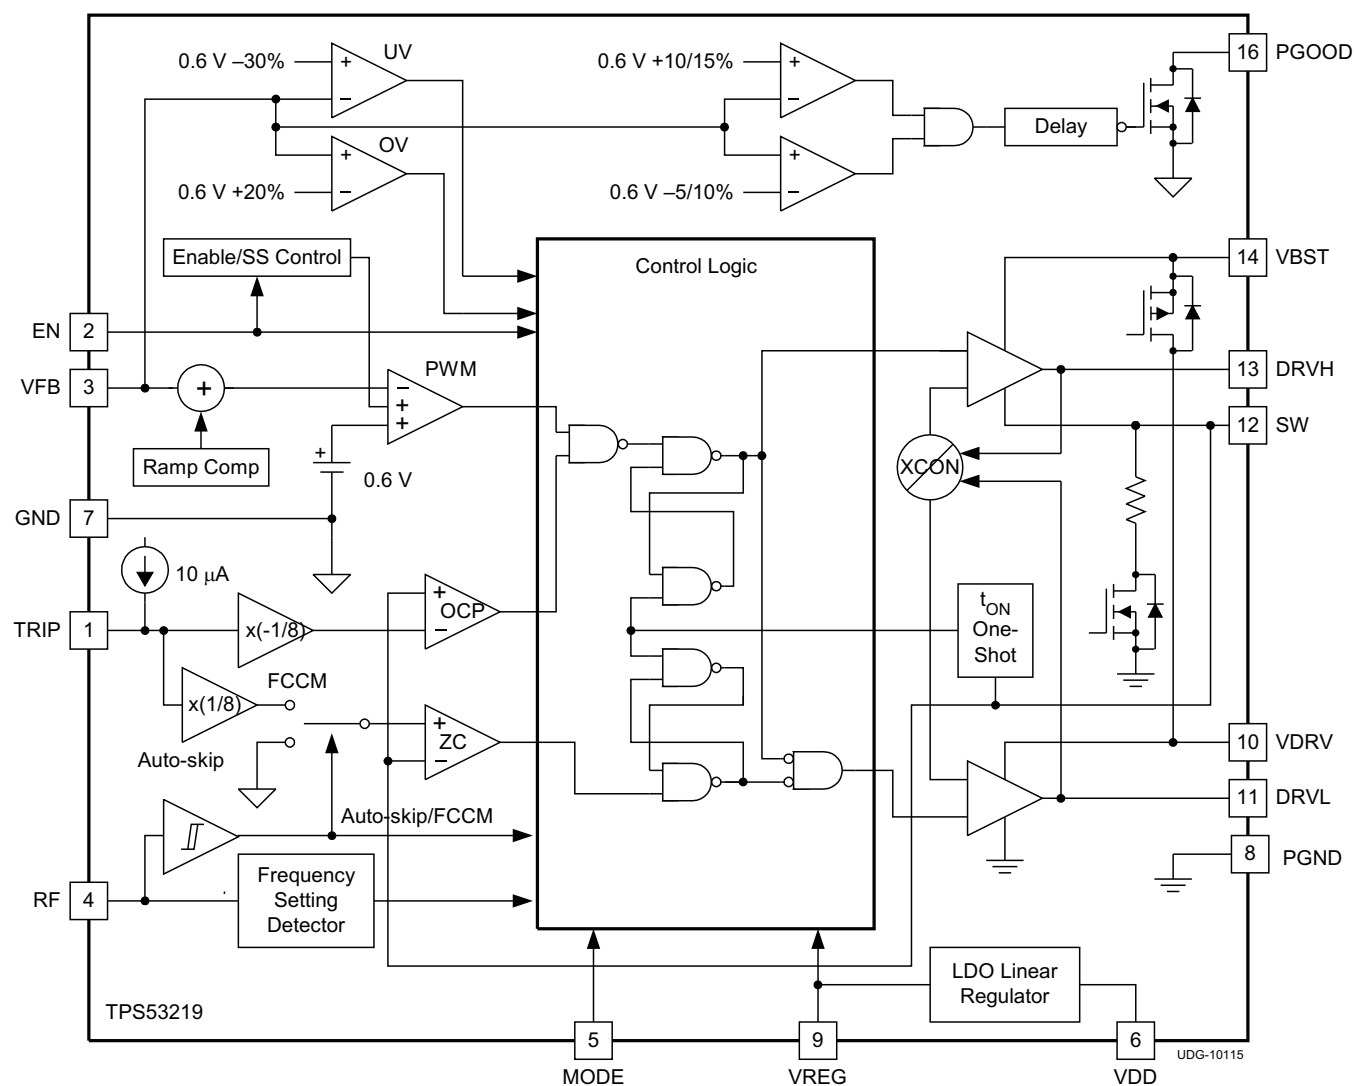 UV
0.6 V –30%
+
–
0.6 V +10/15%
+
–
16
PGOOD
Delay
OV
+
–
0.6 V +20%
+
–
0.6 V –5/10%
Enable/SS Control
Control Logic
14
VBST
EN
2
VFB
3
+
PWM
–
+
+
13
DRVH
12
SW
Ramp Comp
+
0.6 V
XCON
GND
7
10 µA
TRIP
1
x(-1/8)
+
OCP
–
tON
One-
Shot
x(1/8)
FCCM
Auto-skip
+
ZC
–
10
VDRV
11
DRVL
Auto-skip/FCCM
8
PGND
RF
4
Frequency
Setting
Detector
LDO Linear
Regulator
TPS53219
5
MODE
9
VREG
6
VDD
UDG-10115